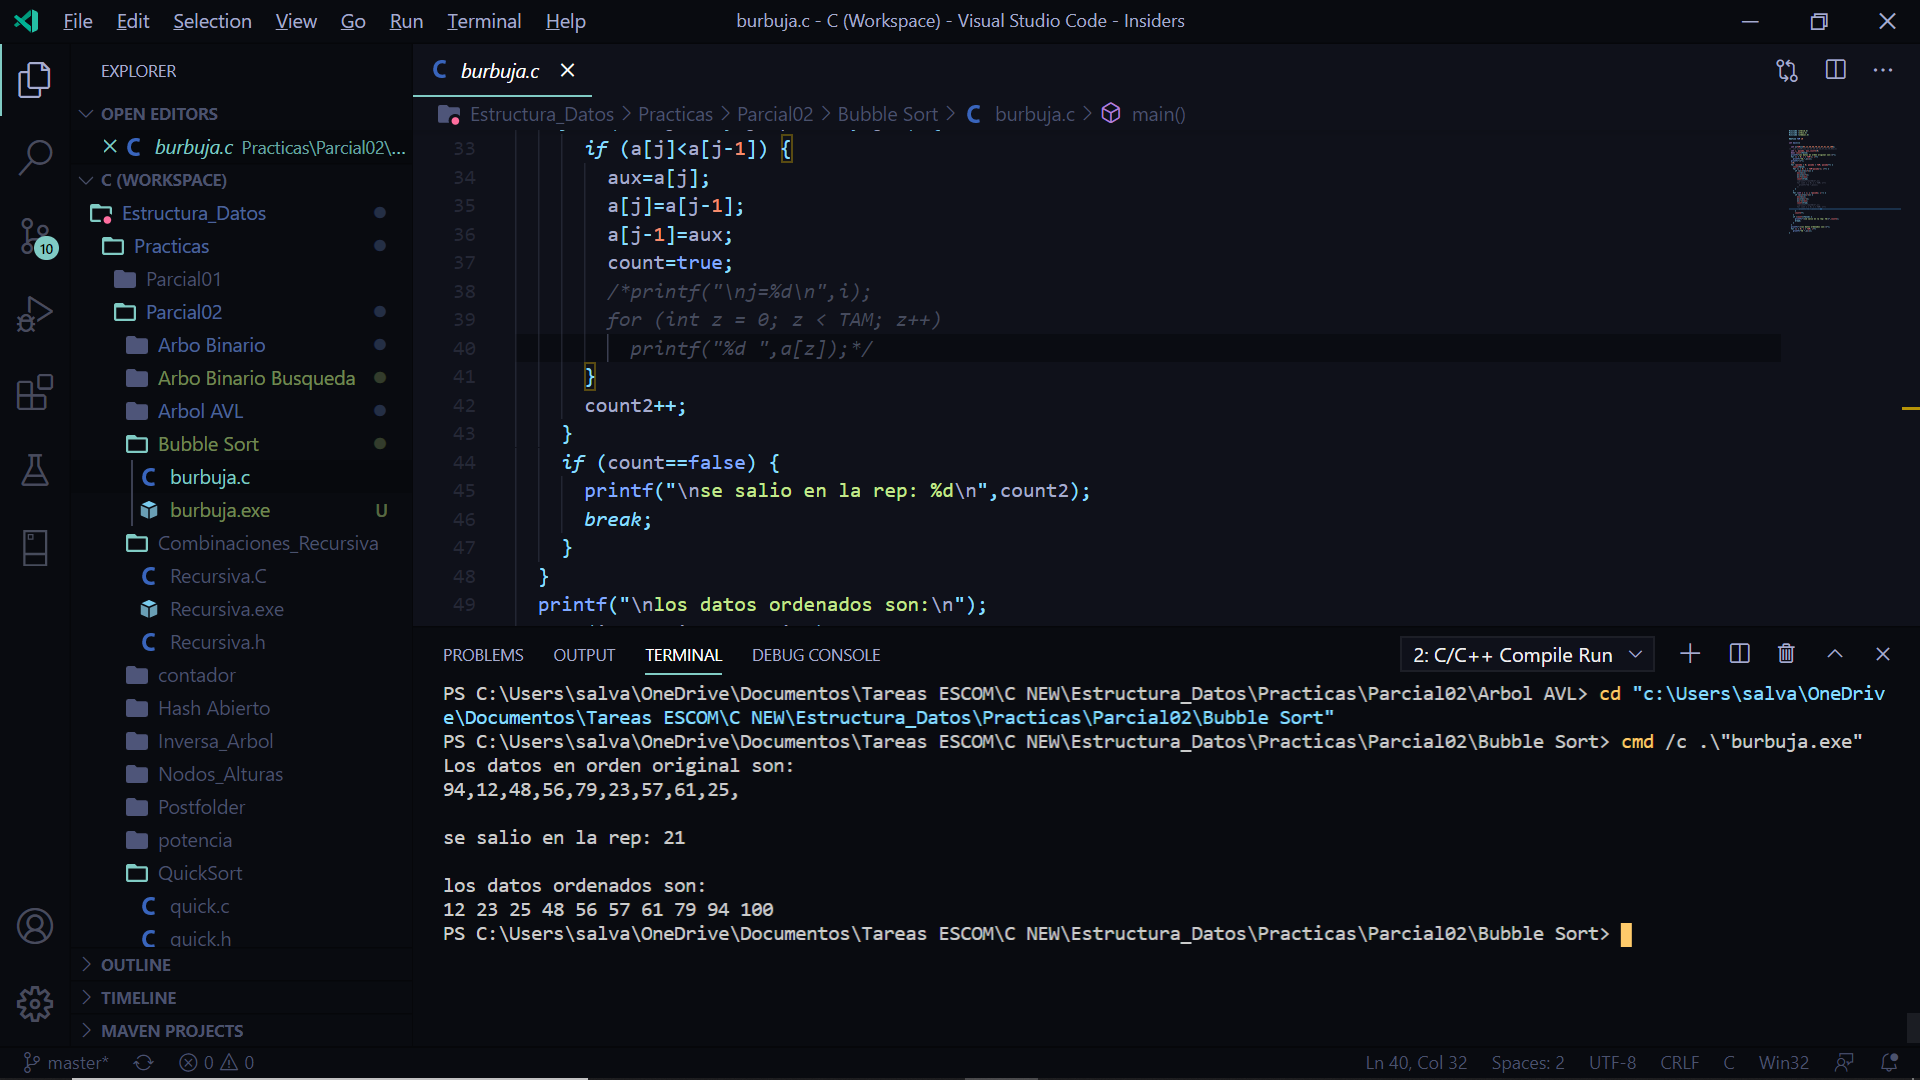 File Edit Selection View Go Run Terminal Help
burbuja.c - C (Workspace) - Visual Studio Code - Insiders
EXPLORER
OPEN EDITORS
burbuja.c Practicas\Parcial02\...
C (WORKSPACE)
Estructura_Datos
Practicas
Parcial01
Parcial02
Arbo Binario
Arbo Binario Busqueda
Arbol AVL
Bubble Sort
burbuja.c
burbuja.exe U
Combinaciones_Recursiva
Recursiva.C
Recursiva.exe
Recursiva.h
contador
Hash Abierto
Inversa_Arbol
Nodos_Alturas
Postfolder
potencia
QuickSort
quick.c
quick.h
OUTLINE
TIMELINE
MAVEN PROJECTS
10
burbuja.c
Estructura_Datos > Practicas > Parcial02 > Bubble Sort > burbuja.c > main()
33 if (a[j]<a[j-1]) {
34 aux=a[j];
35 a[j]=a[j-1];
36 a[j-1]=aux;
37 count=true;
38 /*printf("\nj=%d\n",i);
39 for (int z = 0; z < TAM; z++)
40 printf("%d ",a[z]);*/
41 }
42 count2++;
43 }
44 if (count==false) {
45 printf("\nse salio en la rep: %d\n",count2);
46 break;
47 }
48 }
49 printf("\nlos datos ordenados son:\n");
PROBLEMS OUTPUT TERMINAL DEBUG CONSOLE
2: C/C++ Compile Run
PS C:\Users\salva\OneDrive\Documentos\Tareas ESCOM\C NEW\Estructura_Datos\Practicas\Parcial02\Arbol AVL> cd "c:\Users\salva\OneDriv
e\Documentos\Tareas ESCOM\C NEW\Estructura_Datos\Practicas\Parcial02\Bubble Sort"
PS C:\Users\salva\OneDrive\Documentos\Tareas ESCOM\C NEW\Estructura_Datos\Practicas\Parcial02\Bubble Sort> cmd /c .\"burbuja.exe"
Los datos en orden original son:
94,12,48,56,79,23,57,61,25,
se salio en la rep: 21
los datos ordenados son:
12 23 25 48 56 57 61 79 94 100
PS C:\Users\salva\OneDrive\Documentos\Tareas ESCOM\C NEW\Estructura_Datos\Practicas\Parcial02\Bubble Sort>
master* 0 0
Ln 40, Col 32 Spaces: 2 UTF-8 CRLF C Win32